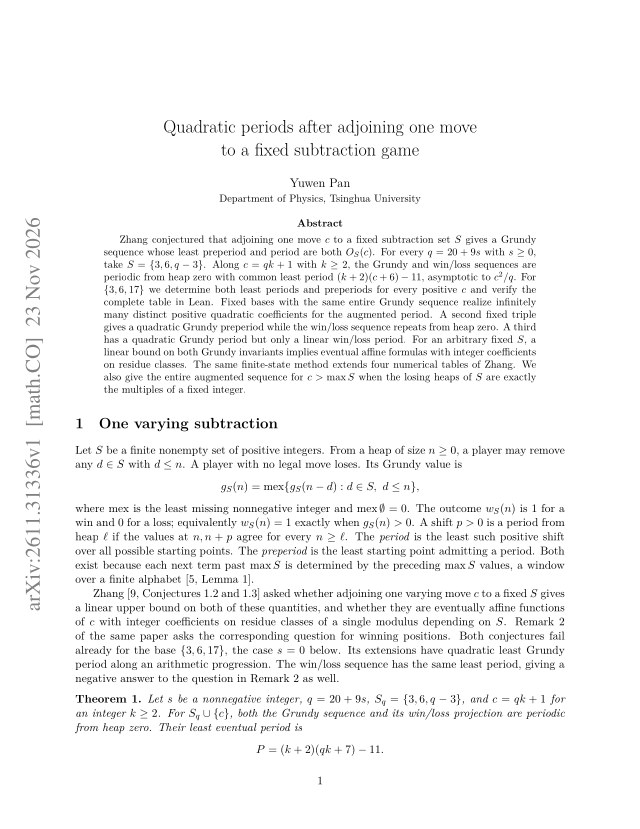 Quadratic periods after adjoining one move
to a fixed subtraction game
Yuwen Pan
Department of Physics, Tsinghua University
Abstract
Zhang conjectured that adjoining one move c to a fixed subtraction set S gives a Grundy
sequence whose least preperiod and period are both O_S(c). For every q = 20 + 9s with s ≥ 0,
take S = {3, 6, q − 3}. Along c = qk + 1 with k ≥ 2, the Grundy and win/loss sequences are
periodic from heap zero with common least period (k + 2)(c + 6) − 11, asymptotic to c²/q. For
{3, 6, 17} we determine both least periods and preperiods for every positive c and verify the
complete table in Lean. Fixed bases with the same entire Grundy sequence realize infinitely
many distinct positive quadratic coefficients for the augmented period. A second fixed triple
gives a quadratic Grundy preperiod while the win/loss sequence repeats from heap zero. A third
has a quadratic Grundy period but only a linear win/loss period. For an arbitrary fixed S, a
linear bound on both Grundy invariants implies eventual affine formulas with integer coefficients
on residue classes. The same finite-state method extends four numerical tables of Zhang. We
also give the entire augmented sequence for c > max S when the losing heaps of S are exactly
the multiples of a fixed integer.
1 One varying subtraction
Let S be a finite nonempty set of positive integers. From a heap of size n ≥ 0, a player may remove
any d ∈ S with d ≤ n. A player with no legal move loses. Its Grundy value is
g_S(n) = mex{g_S(n − d) : d ∈ S, d ≤ n},
where mex is the least missing nonnegative integer and mex ∅ = 0. The outcome w_S(n) is 1 for a
win and 0 for a loss; equivalently w_S(n) = 1 exactly when g_S(n) > 0. A shift p > 0 is a period from
heap ℓ if the values at n, n + p agree for every n ≥ ℓ. The period is the least such positive shift
over all possible starting points. The preperiod is the least starting point admitting a period. Both
exist because each next term past max S is determined by the preceding max S values, a window
over a finite alphabet [5, Lemma 1].
Zhang [9, Conjectures 1.2 and 1.3] asked whether adjoining one varying move c to a fixed S gives
a linear upper bound on both of these quantities, and whether they are eventually affine functions
of c with integer coefficients on residue classes of a single modulus depending on S. Remark 2
of the same paper asks the corresponding question for winning positions. Both conjectures fail
already for the base {3, 6, 17}, the case s = 0 below. Its extensions have quadratic least Grundy
period along an arithmetic progression. The win/loss sequence has the same least period, giving a
negative answer to the question in Remark 2 as well.
Theorem 1. Let s be a nonnegative integer, q = 20 + 9s, S_q = {3, 6, q − 3}, and c = qk + 1 for
an integer k ≥ 2. For S_q ∪ {c}, both the Grundy sequence and its win/loss projection are periodic
from heap zero. Their least eventual period is
P = (k + 2)(qk + 7) − 11.
1
arXiv:2611.31336v1 [math.CO] 23 Nov 2026